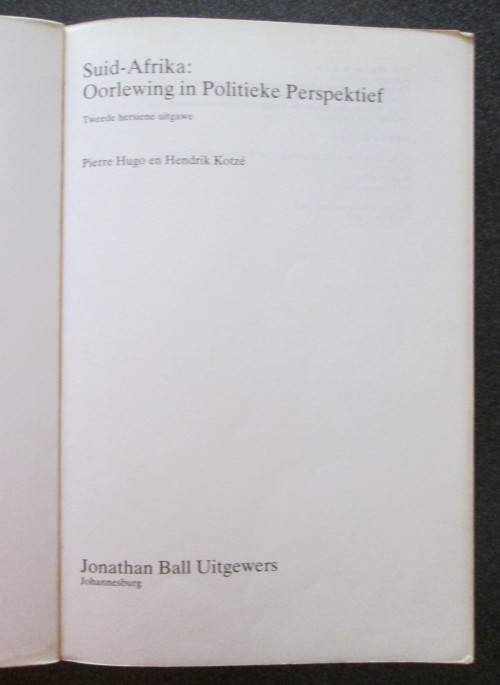 Suid-Afrika:
Oorlewing in Politieke Perspektief
Tweede hersiene uitgawe
Pierre Hugo en Hendrik Kotzé
Jonathan Ball Uitgewers
Johannesburg